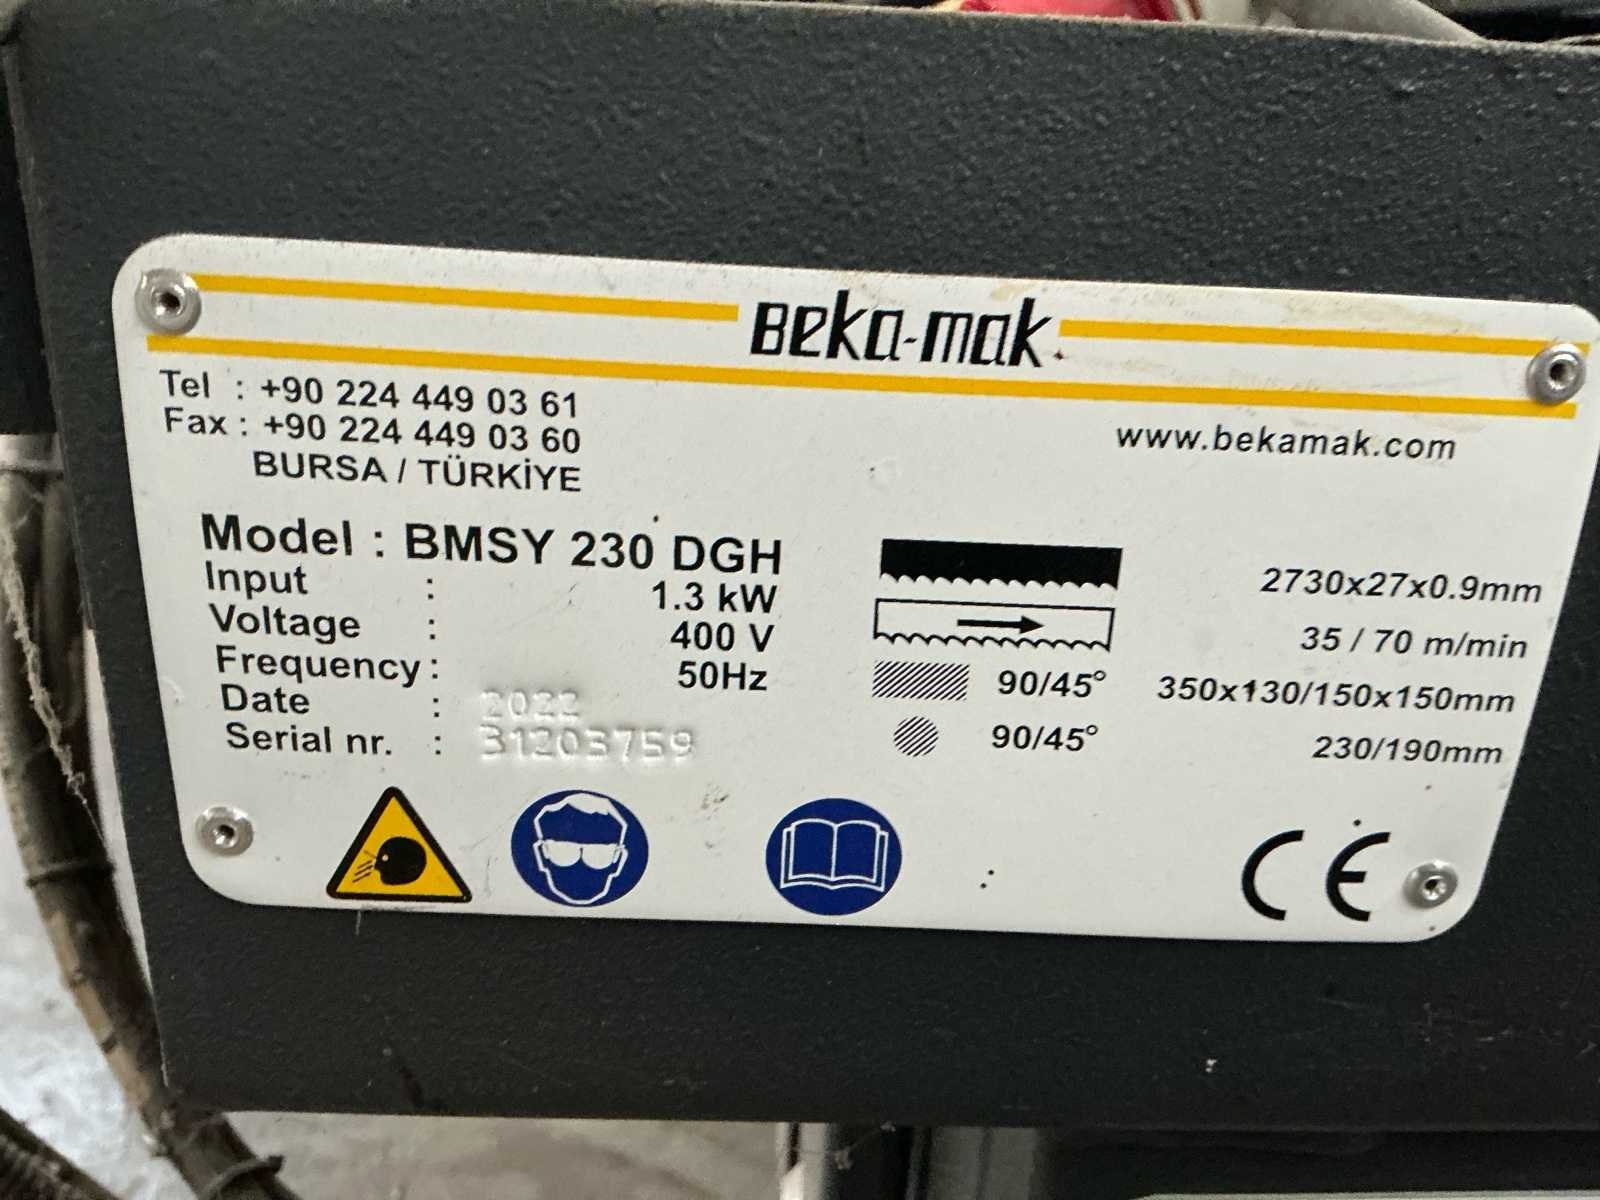 Beka-mak
Tel : +90 224 449 03 61
Fax : +90 224 449 03 60
BURSA / TÜRKİYE
www.bekamak.com
Model : BMSY 230 DGH
Input : 1.3 kW
Voltage : 400 V
Frequency : 50Hz
Date : 2022
Serial nr. : 31203759
2730x27x0.9mm
35 / 70 m/min
90/45° 350x130/150x150mm
90/45° 230/190mm
:
CE